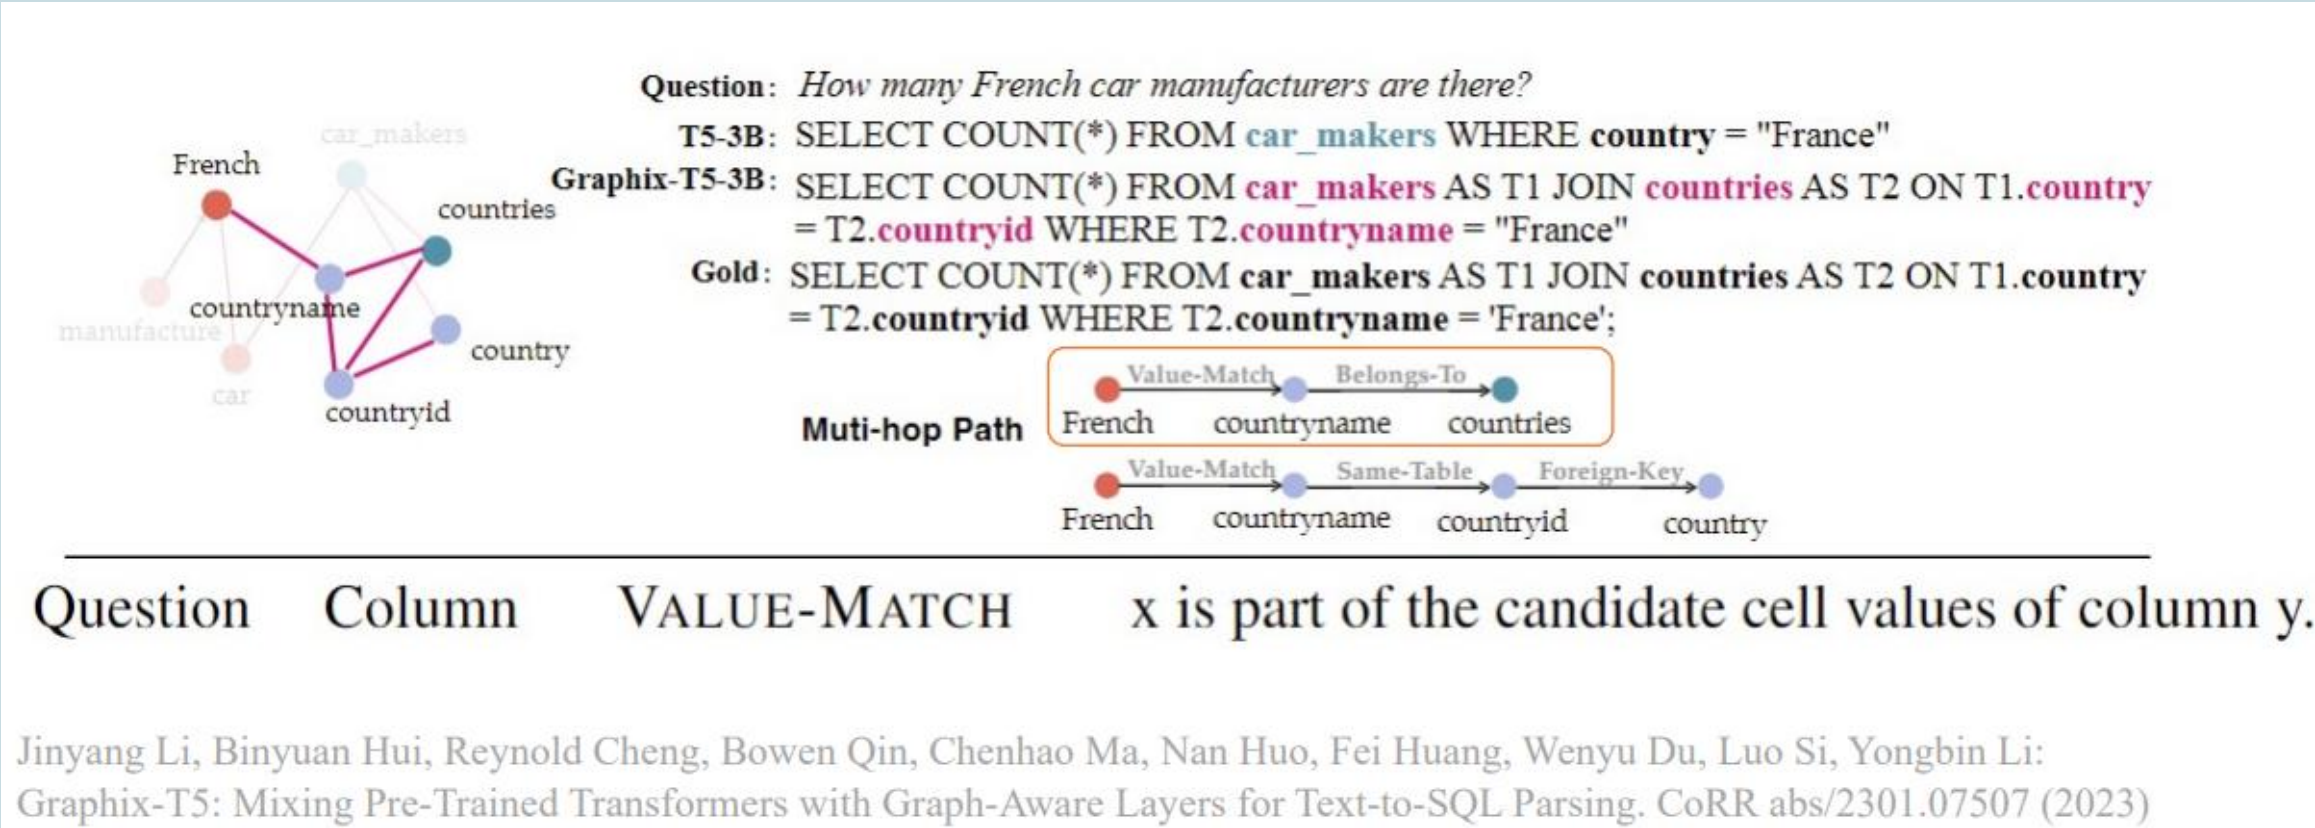 Question: How many French car manufacturers are there?
T5-3B: SELECT COUNT(*) FROM car_makers WHERE country = "France"
Graphix-T5-3B: SELECT COUNT(*) FROM car_makers AS T1 JOIN countries AS T2 ON T1.country
= T2.countryid WHERE T2.countryname = "France"
Gold: SELECT COUNT(*) FROM car_makers AS T1 JOIN countries AS T2 ON T1.country
= T2.countryid WHERE T2.countryname = 'France';
car_makers
French
countries
countryname
manufacture
country
car
countryid
Muti-hop Path
Value-Match Belongs-To
French countryname countries
Value-Match Same-Table Foreign-Key
French countryname countryid country
Question Column VALUE-MATCH x is part of the candidate cell values of column y.
Jinyang Li, Binyuan Hui, Reynold Cheng, Bowen Qin, Chenhao Ma, Nan Huo, Fei Huang, Wenyu Du, Luo Si, Yongbin Li:
Graphix-T5: Mixing Pre-Trained Transformers with Graph-Aware Layers for Text-to-SQL Parsing. CoRR abs/2301.07507 (2023)